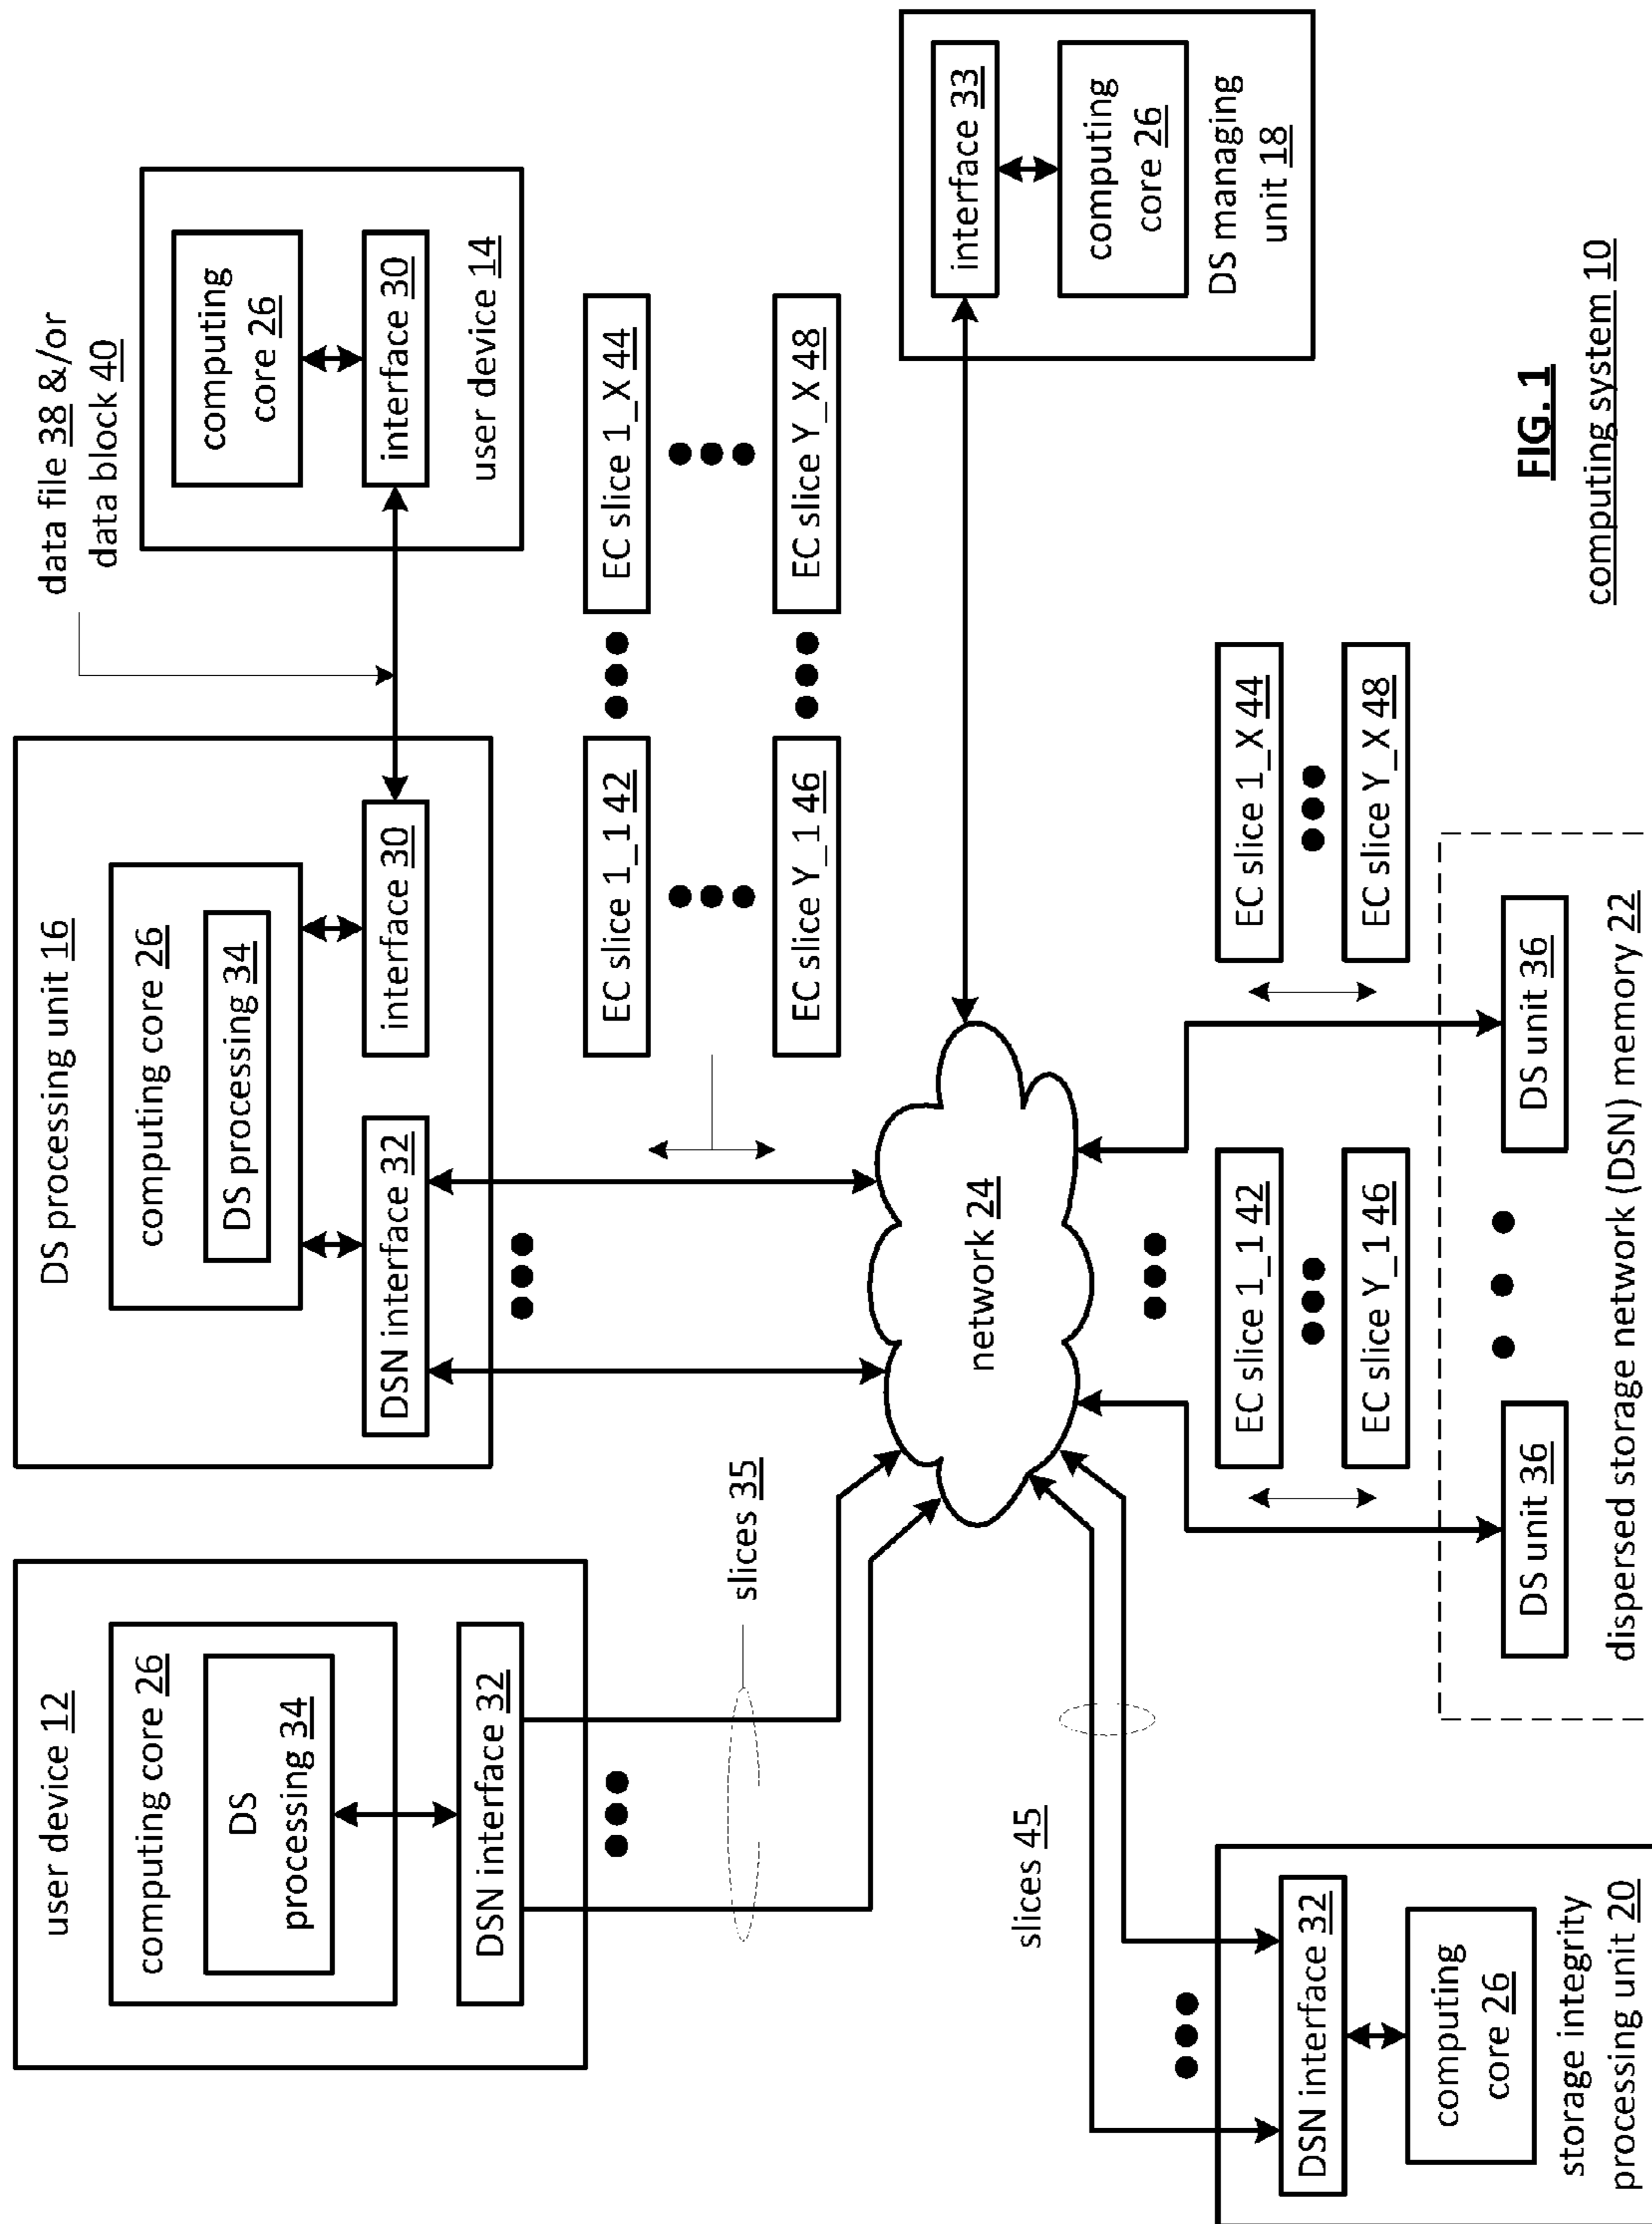 user device 12
computing core 26
DS
processing 34
DSN interface 32
slices 35
DS processing unit 16
computing core 26
DS processing 34
DSN interface 32
interface 30
data file 38 &/or
data block 40
computing
core 26
interface 30
user device 14
EC slice 1_1 42
EC slice 1_X 44
EC slice Y_1 46
EC slice Y_X 48
network 24
interface 33
computing
core 26
DS managing
unit 18
slices 45
DSN interface 32
computing
core 26
storage integrity
processing unit 20
EC slice 1_1 42
EC slice Y_1 46
EC slice 1_X 44
EC slice Y_X 48
DS unit 36
DS unit 36
dispersed storage network (DSN) memory 22
FIG. 1
computing system 10